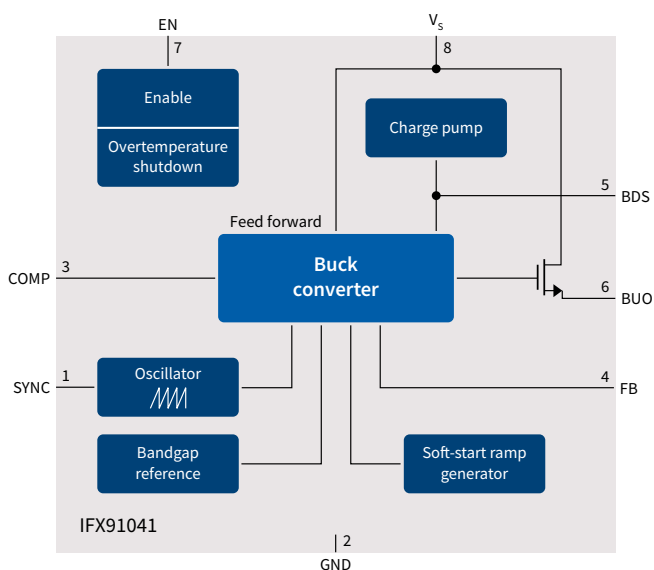 EN
7
Vs
8
Enable
Overtemperature
shutdown
Charge pump
5
BDS
Feed forward
Buck
converter
COMP
3
6
BUO
SYNC
1
Oscillator
4
FB
Bandgap
reference
Soft-start ramp
generator
IFX91041
2
GND